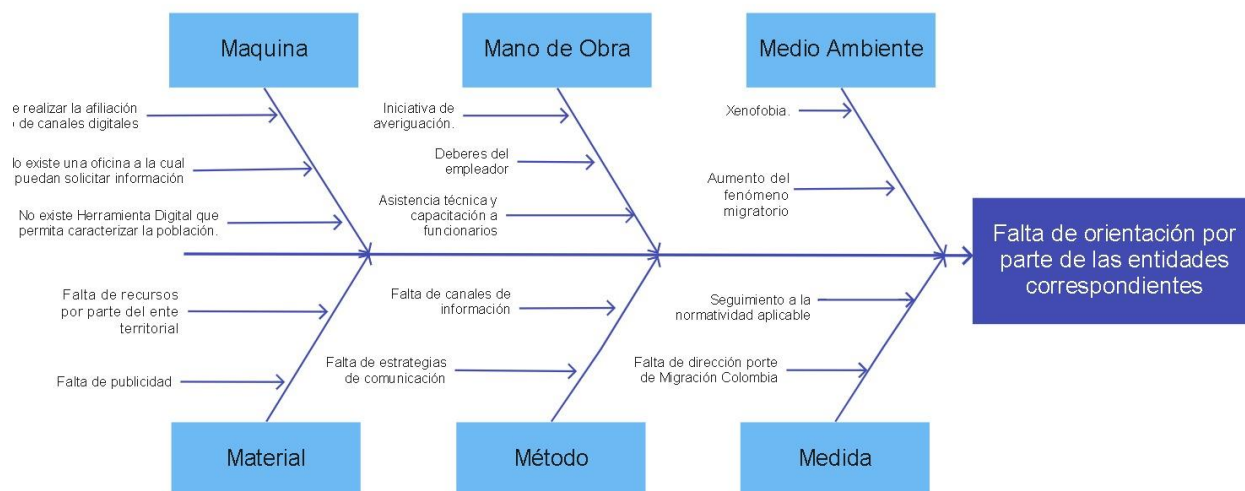 Maquina
Mano de Obra
Medio Ambiente
realizar la afiliación
de canales digitales
existe una oficina a la cual
puedan solicitar información
No existe Herramienta Digital que
permita caracterizar la población.
Iniciativa de
averiguación.
Deberes del
empleador
Asistencia técnica y
capacitación a
funcionarios
Xenofobia.
Aumento del
fenómeno
migratorio
Falta de orientación por
parte de las entidades
correspondientes
Falta de recursos
por parte del ente
territorial
Falta de publicidad
Falta de canales de
información
Falta de estrategias
de comunicación
Seguimiento a la
normatividad aplicable
Falta de dirección porte
de Migración Colombia
Material
Método
Medida